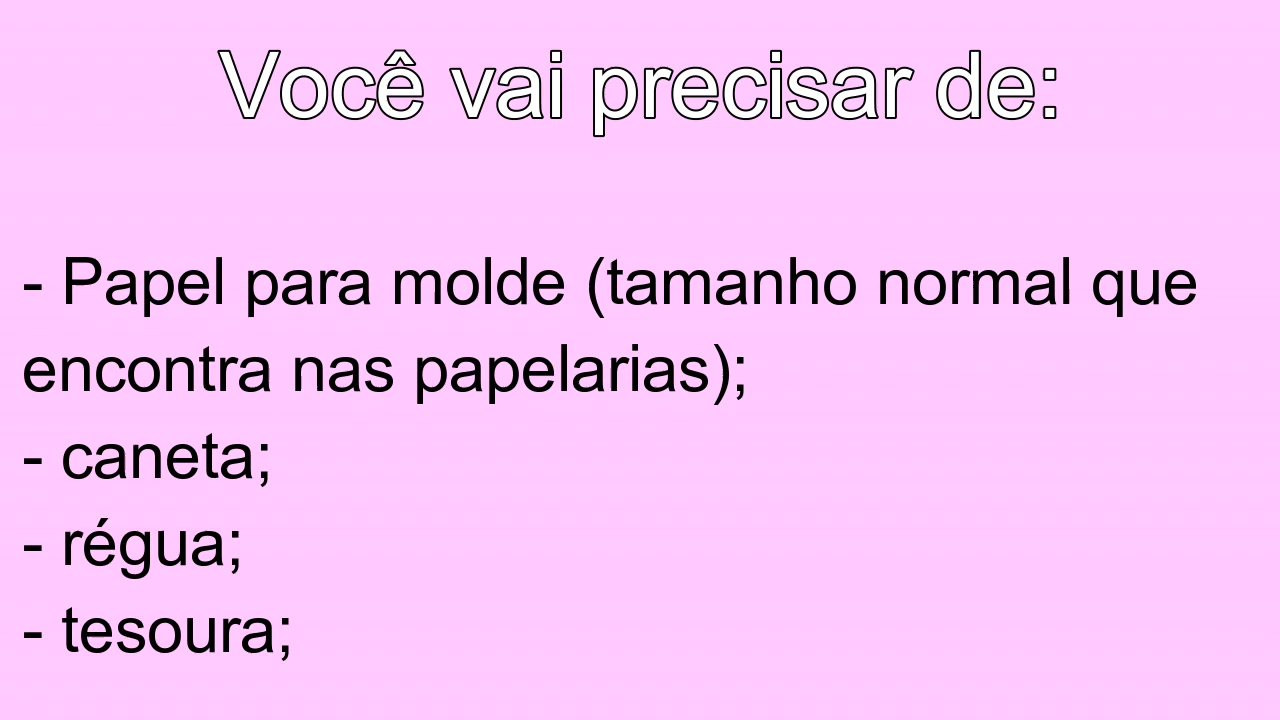 Você vai precisar de:
- Papel para molde (tamanho normal que
encontra nas papelarias);
- caneta;
- régua;
- tesoura;